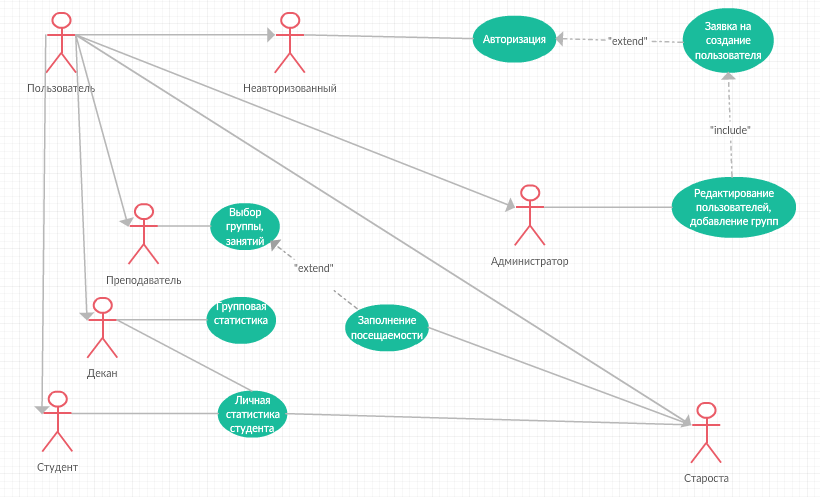 Пользователь
Неавторизованный
Авторизация
"extend"
Заявка на
создание
пользователя
"include"
Редактирование
пользователей,
добавление групп
Администратор
Преподаватель
Выбор
группы,
занятий
"extend"
Групповая
статистика
Заполнение
посещаемости
Декан
Личная
статистика
студента
Студент
Староста